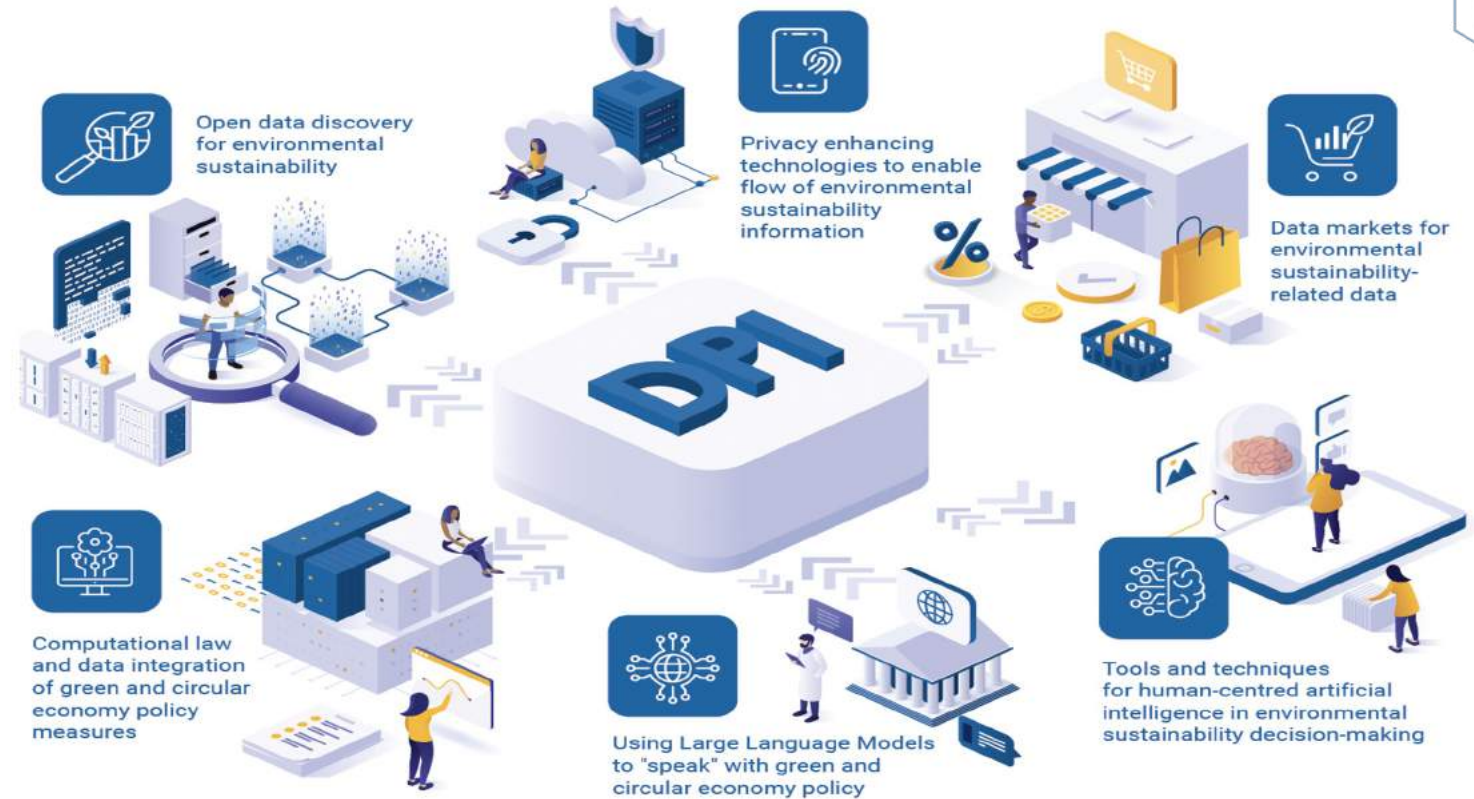 Open data discovery
for environmental
sustainability
Privacy enhancing
technologies to enable
flow of environmental
sustainability
information
Data markets for
environmental
sustainability-
related data
%
DPI
Computational law
and data integration
of green and circular
economy policy
measures
Using Large Language Models
to "speak" with green and
circular economy policy
Tools and techniques
for human-centred artificial
intelligence in environmental
sustainability decision-making